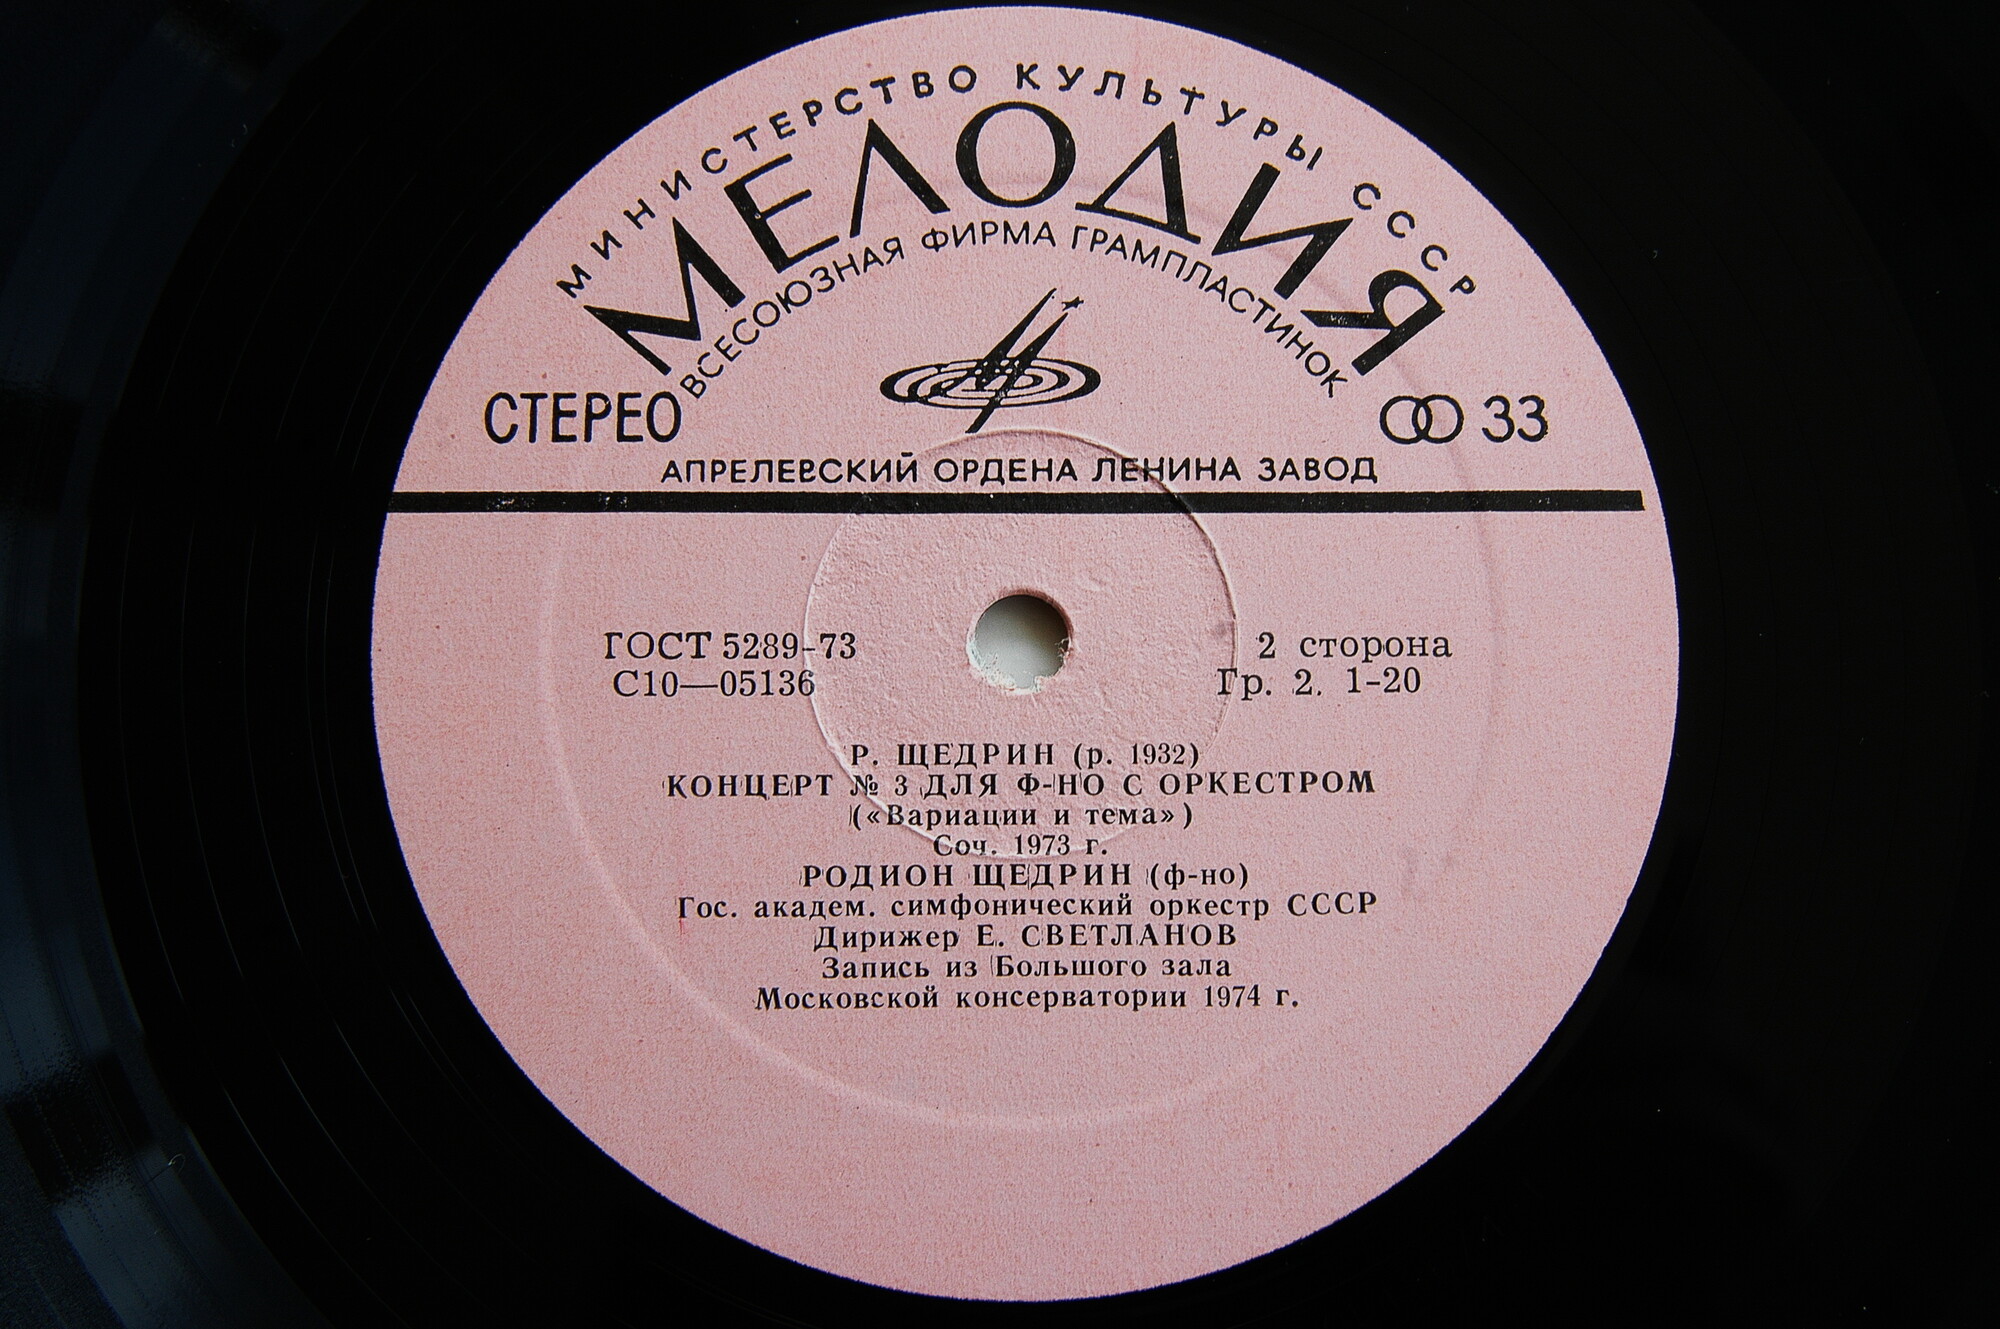 МИНИСТЕРСТВО КУЛЬТУРЫ СССР
МЕЛОДИЯ
ВСЕСОЮЗНАЯ ФИРМА ГРАМПЛАСТИНОК
СТЕРЕО 33
АПРЕЛЕВСКИЙ ОРДЕНА ЛЕНИНА ЗАВОД
ГОСТ 5289-73 2 сторона
С10—05136 Гр. 2. 1-20
Р. ЩЕДРИН (р. 1932)
КОНЦЕРТ № 3 ДЛЯ Ф-НО С ОРКЕСТРОМ
(«Вариации и тема»)
Соч. 1973 г.
РОДИОН ЩЕДРИН (ф-но)
Гос. академ. симфонический оркестр СССР
Дирижер Е. СВЕТЛАНОВ
Запись из Большого зала
Московской консерватории 1974 г.